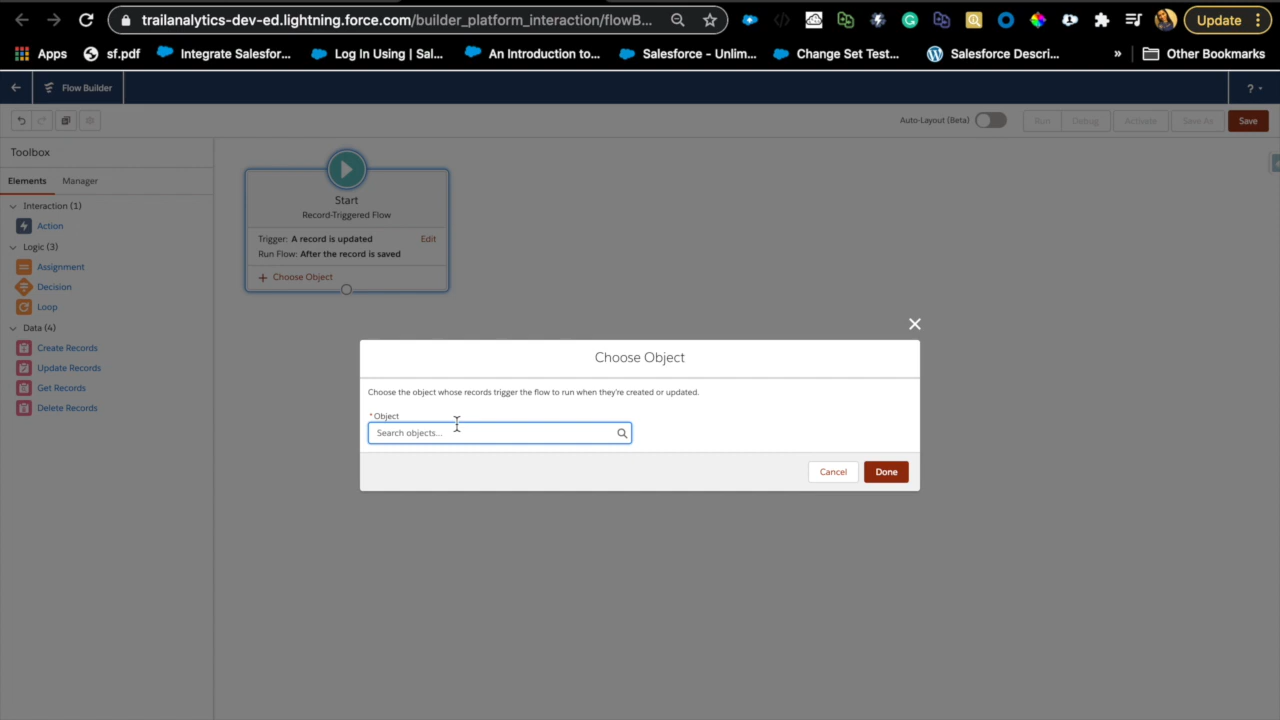 trailanalytics-dev-ed.lightning.force.com/builder_platform_interaction/flowB... Update
Apps sf.pdf Integrate Salesfor... Log In Using | Sal... An Introduction to... Salesforce - Unlim... Change Set Test... Salesforce Descri... » Other Bookmarks
Flow Builder ?
Auto-Layout (Beta) Run Debug Activate Save As Save
Toolbox
Elements Manager
Interaction (1)
Action
Logic (3)
Assignment
Decision
Loop
Data (4)
Create Records
Update Records
Get Records
Delete Records
Start
Record-Triggered Flow
Trigger: A record is updated Edit
Run Flow: After the record is saved
+ Choose Object
Choose Object
Choose the object whose records trigger the flow to run when they're created or updated.
* Object
Search objects...
Cancel Done